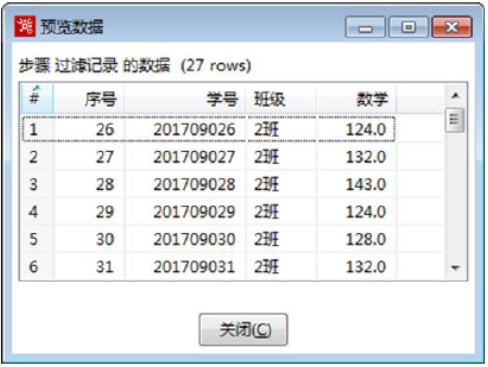 预览数据
步骤 过滤记录 的数据 (27 rows)
# 序号 学号 班级 数学
1 26 201709026 2班 124.0
2 27 201709027 2班 132.0
3 28 201709028 2班 143.0
4 29 201709029 2班 124.0
5 30 201709030 2班 128.0
6 31 201709031 2班 132.0
关闭(C)